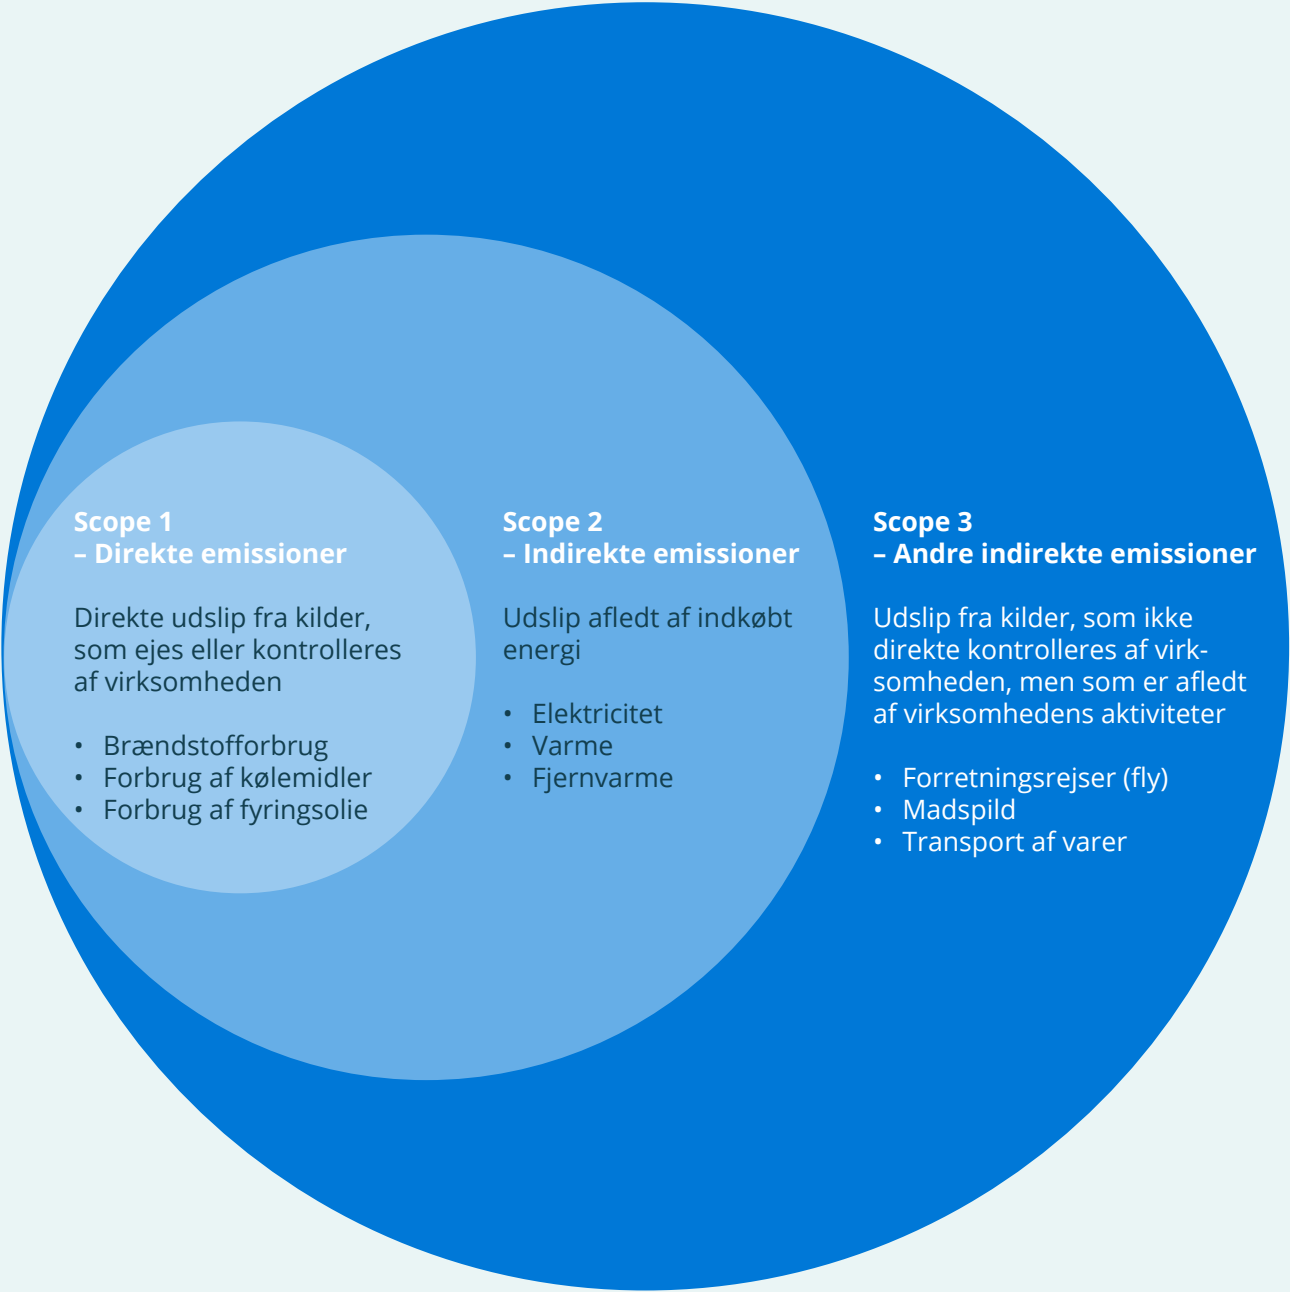 Scope 1
– Direkte emissioner
Direkte udslip fra kilder,
som ejes eller kontrolleres
af virksomheden
• Brændstofforbrug
• Forbrug af kølemidler
• Forbrug af fyringsolie
Scope 2
– Indirekte emissioner
Udslip afledt af indkøbt
energi
• Elektricitet
• Varme
• Fjernvarme
Scope 3
– Andre indirekte emissioner
Udslip fra kilder, som ikke
direkte kontrolleres af virk-
somheden, men som er afledt
af virksomhedens aktiviteter
• Forretningsrejser (fly)
• Madspild
• Transport af varer